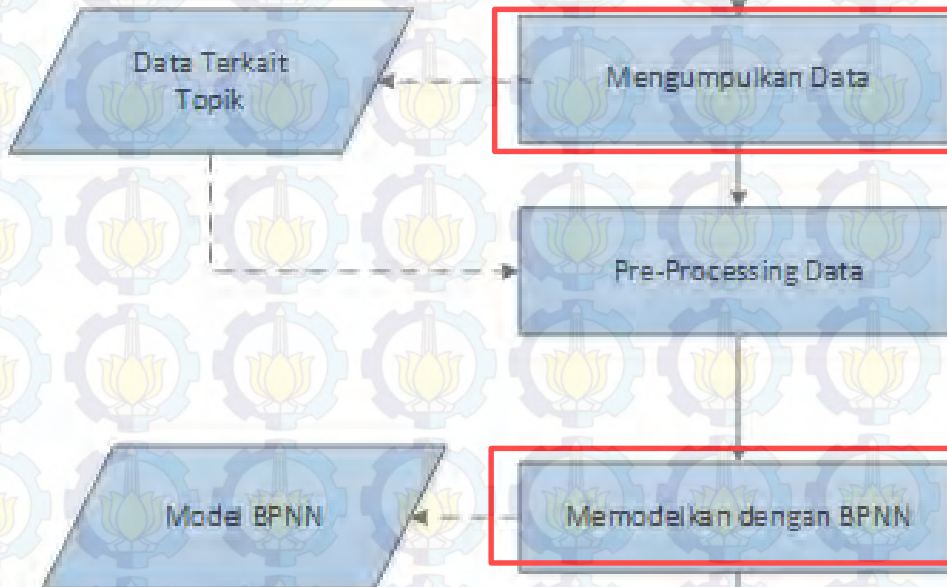 Data Terkait
Topik
Mengumpulkan Data
Pre-Processing Data
Model BPNN
Memodelkan dengan BPNN